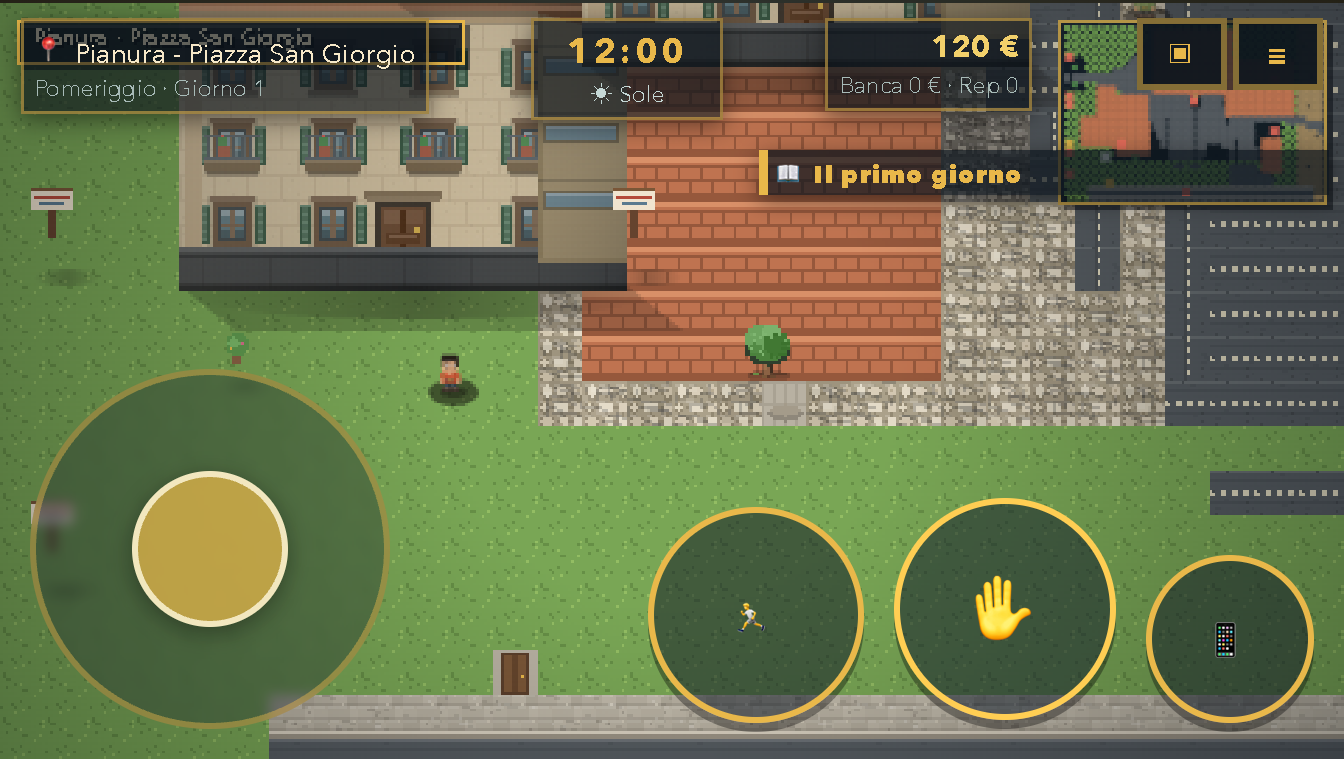 Pianura · Piazza San Giorgio
Pianura - Piazza San Giorgio
Pomeriggio · Giorno 1
12:00
Sole
120 €
Banca 0 € · Rep 0
Il primo giorno